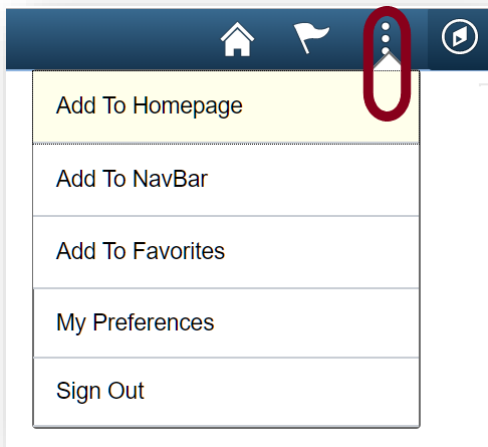 Add To Homepage
Add To NavBar
Add To Favorites
My Preferences
Sign Out